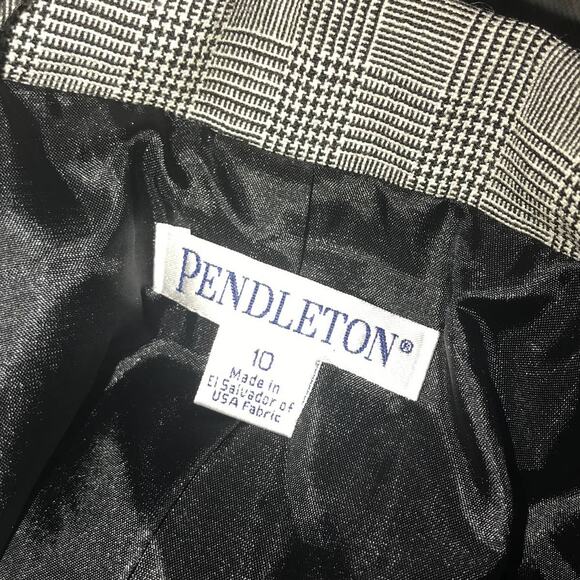 PENDLETON®
10
Made in
El Salvador of
USA Fabric